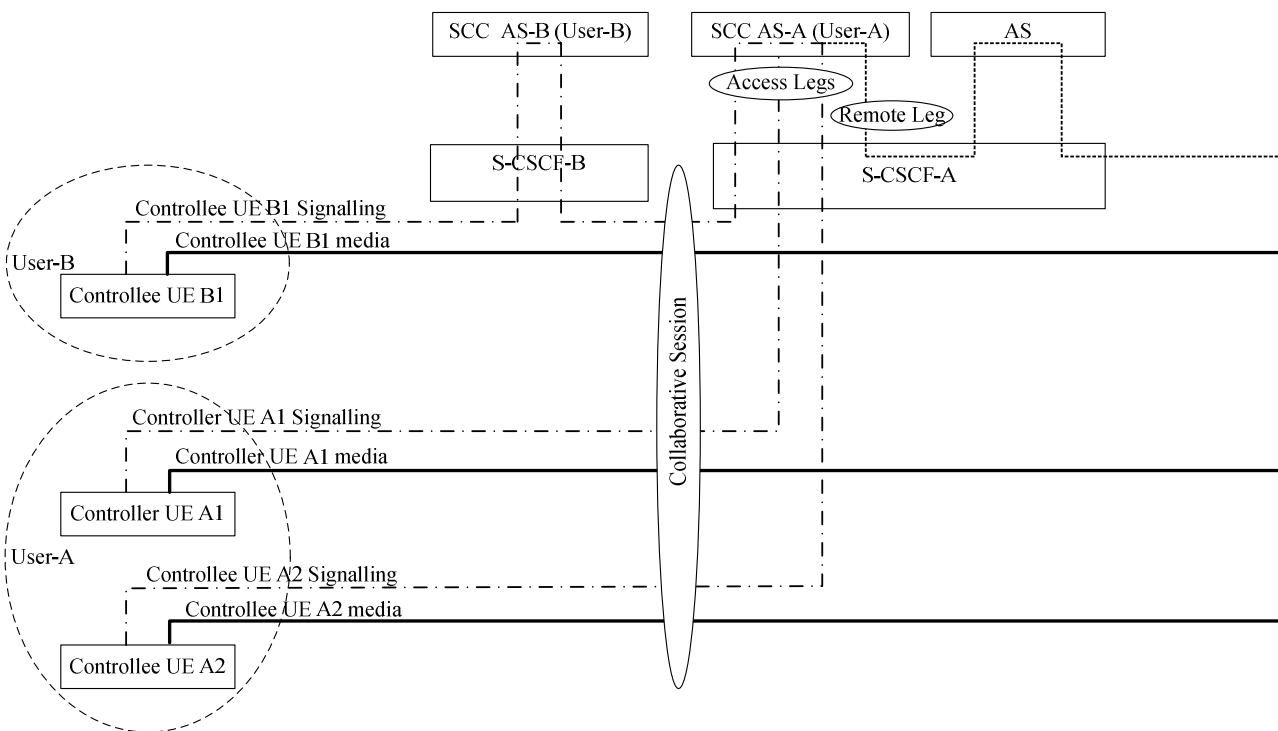 SCC AS-B (User-B)
SCC AS-A (User-A)
AS
Access Legs
Remote Leg
S-CSCF-B
S-CSCF-A
Controllee UE B1 Signalling
Controllee UE B1 media
User-B
Controllee UE B1
Collaborative Session
Controller UE A1 Signalling
Controller UE A1 media
Controller UE A1
User-A
Controllee UE A2 Signalling
Controllee UE A2 media
Controllee UE A2